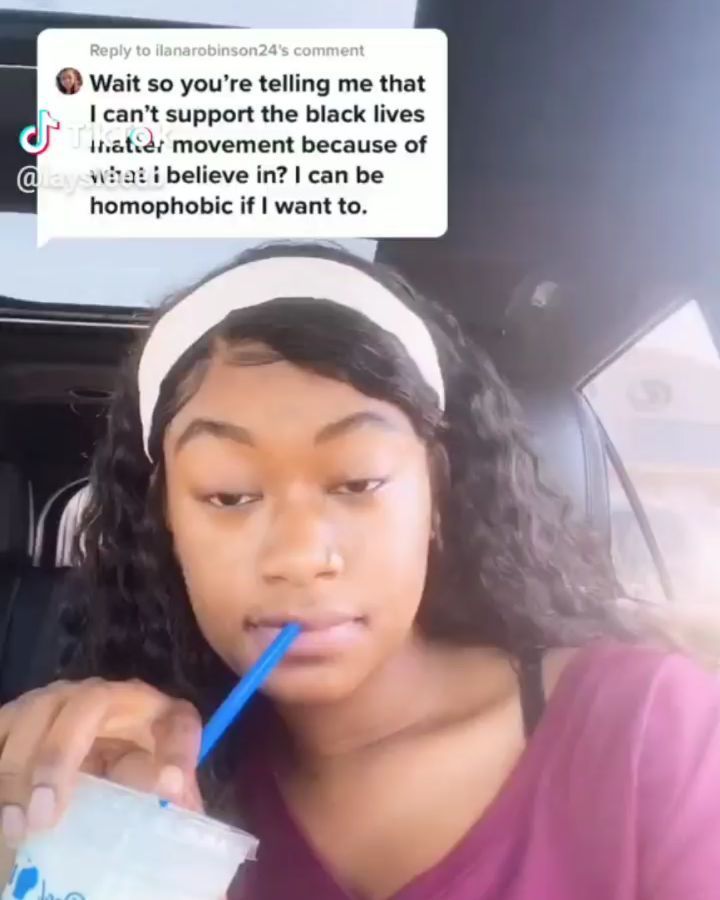 Reply to ilanarobinson24's comment
Wait so you're telling me that
I can't support the black lives
matter movement because of
what i believe in? I can be
homophobic if I want to.
TikTok